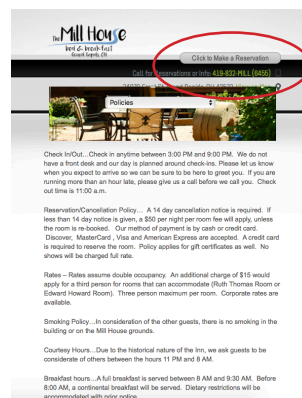 The Mill House
bed & breakfast
Grand Rapids, OH
Click to Make a Reservation
Call for Reservations or Info: 419-832-MILL (6455)
Policies
Check In/Out…Check in anytime between 3:00 PM and 9:00 PM.  We do not
have a front desk and our day is planned around check-ins. Please let us know
when you expect to arrive so we can be sure to be here to greet you.  If you are
running more than an hour late, please give us a call before we call you.  Check
out time is 11:00 a.m.
Reservation/Cancellation Policy…  A 14 day cancellation notice is required.  If
less than 14 day notice is given, a $50 per night per room fee will apply, unless
the room is re-booked.   Our method of payment is by cash or credit card.
Discover,  MasterCard , Visa and American Express are accepted.  A credit card
is required to reserve the room.  Policy applies for gift certificates as well.  No
shows will be charged full rate.
Rates – Rates assume double occupancy.  An additional charge of $15 would
apply for a third person for rooms that can accommodate (Ruth Thomas Room or
Edward Howard Room).  Three person maximum per room.  Corporate rates are
available.
Smoking Policy…In consideration of the other guests, there is no smoking in the
building or on the Mill House grounds.
Courtesy Hours…Due to the historical nature of the Inn, we ask guests to be
considerate of others between the hours 11 PM and 8 AM.
Breakfast hours…A full breakfast is served between 8 AM and 9:30 AM.  Before
8:00 AM, a continental breakfast will be served.  Dietary restrictions will be
accommodated with prior notice.